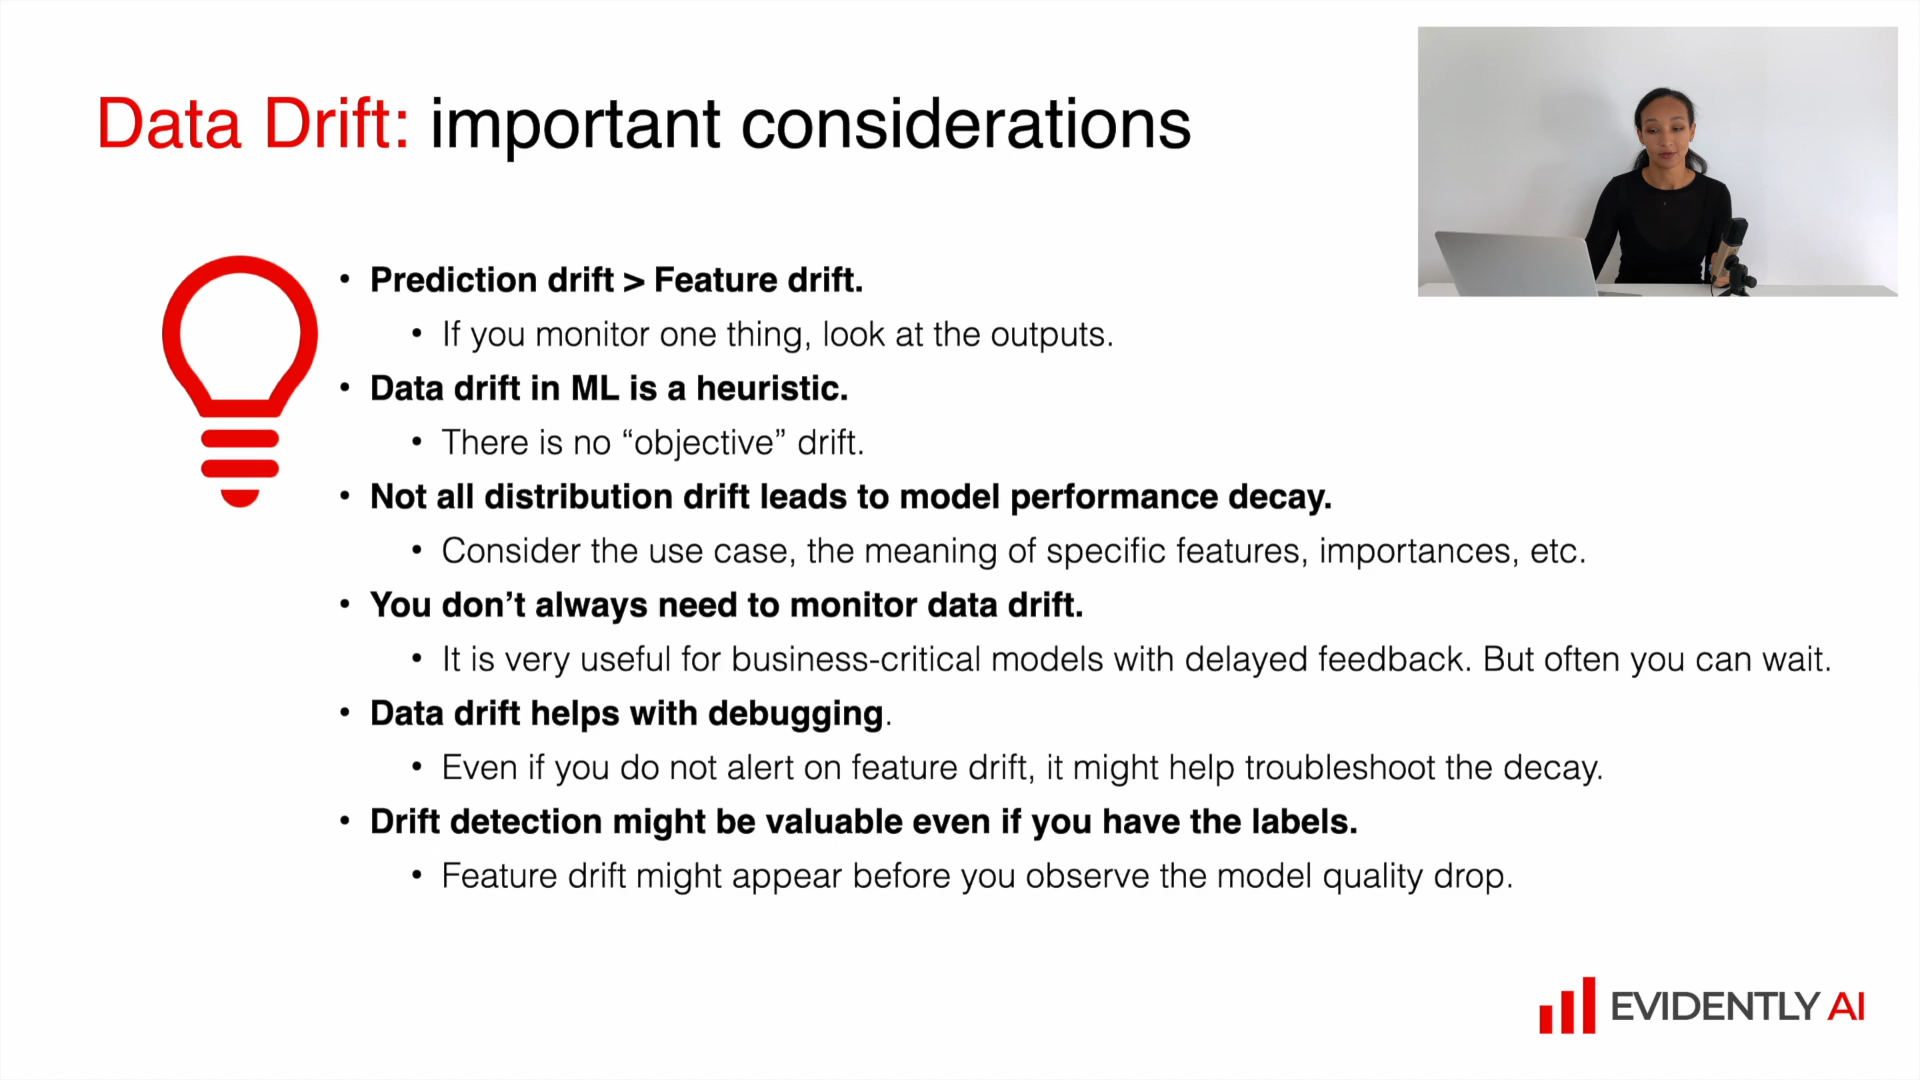 Data Drift: important considerations
• Prediction drift > Feature drift.
• If you monitor one thing, look at the outputs.
• Data drift in ML is a heuristic.
• There is no “objective” drift.
• Not all distribution drift leads to model performance decay.
• Consider the use case, the meaning of specific features, importances, etc.
• You don’t always need to monitor data drift.
• It is very useful for business-critical models with delayed feedback. But often you can wait.
• Data drift helps with debugging.
• Even if you do not alert on feature drift, it might help troubleshoot the decay.
• Drift detection might be valuable even if you have the labels.
• Feature drift might appear before you observe the model quality drop.
EVIDENTLY AI